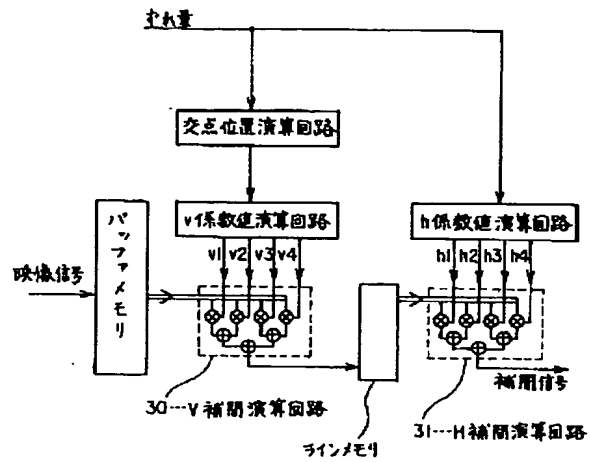 ずれ量
交点位置演算回路
v係数値演算回路
h係数値演算回路
v1 v2 v3 v4
h1 h2 h3 h4
バッファメモリ
映像信号
30…V補間演算回路
ラインメモリ
補間信号
31…H補間演算回路